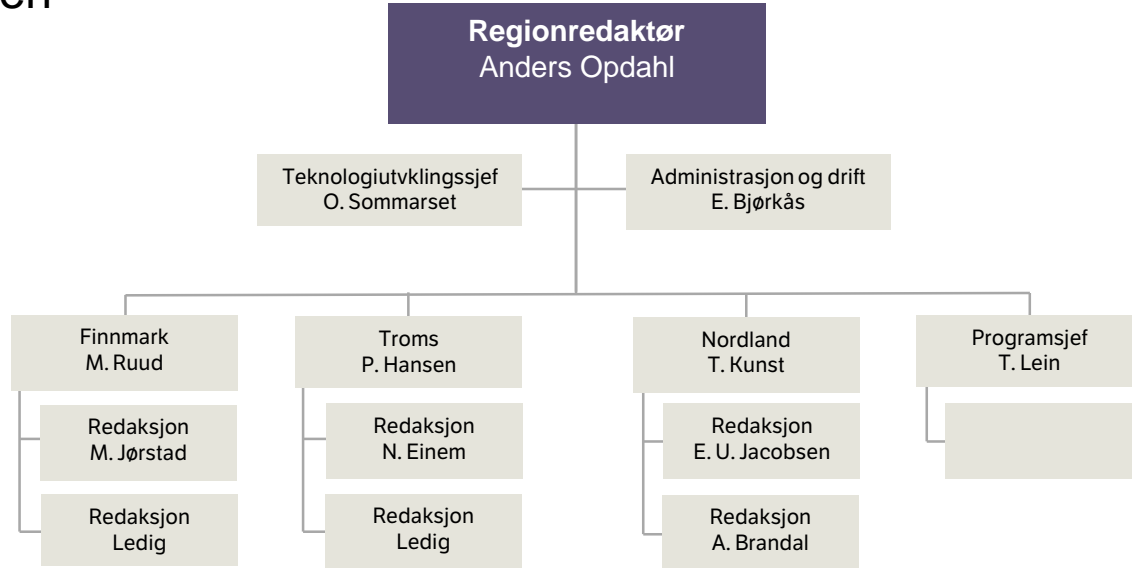 Regionredaktør
Anders Opdahl
Teknologiutvklingssjef
O. Sommarset
Administrasjon og drift
E. Bjørkås
Finnmark
M. Ruud
Troms
P. Hansen
Nordland
T. Kunst
Programsjef
T. Lein
Redaksjon
M. Jørstad
Redaksjon
N. Einem
Redaksjon
E. U. Jacobsen
Redaksjon
Ledig
Redaksjon
Ledig
Redaksjon
A. Brandal